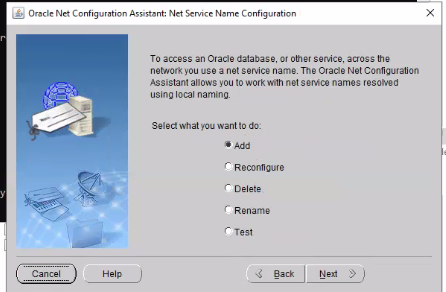 Oracle Net Configuration Assistant: Net Service Name Configuration
To access an Oracle database, or other service, across the
network you use a net service name. The Oracle Net Configuration
Assistant allows you to work with net service names resolved
using local naming.
Select what you want to do:
Add
Reconfigure
Delete
Rename
Test
Cancel
Help
Back
Next